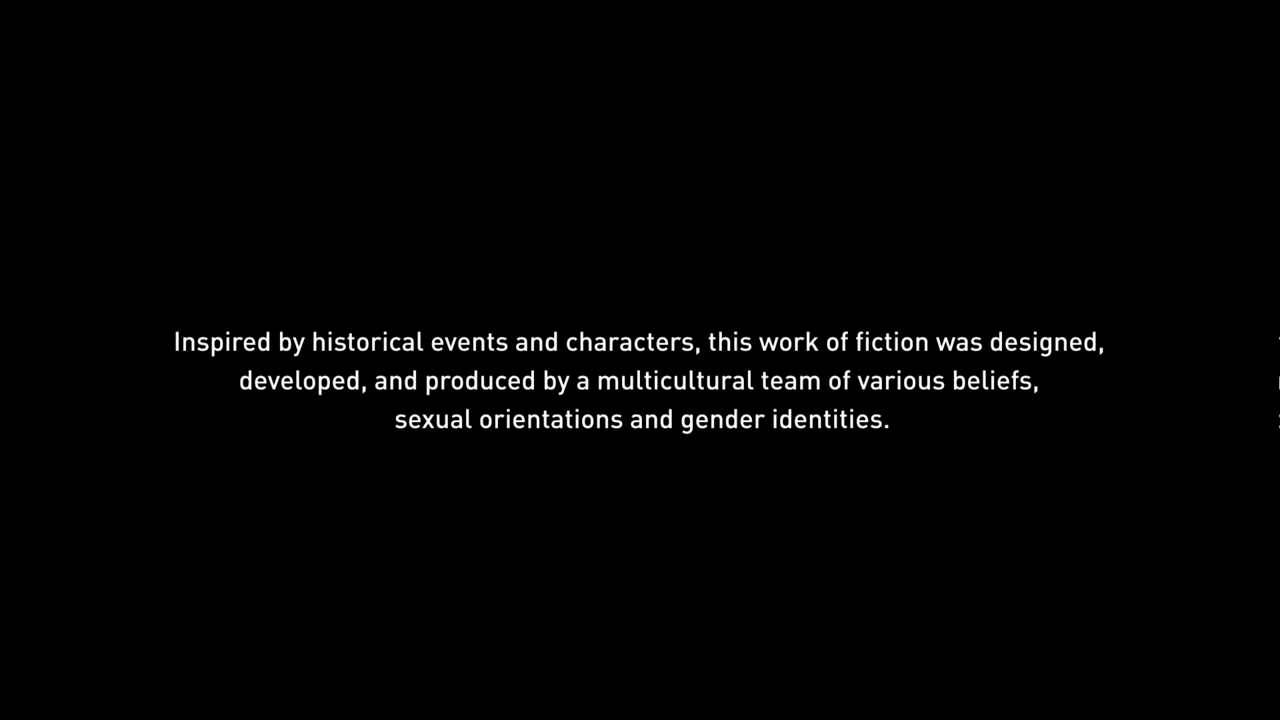 Inspired by historical events and characters, this work of fiction was designed,
developed, and produced by a multicultural team of various beliefs,
sexual orientations and gender identities.